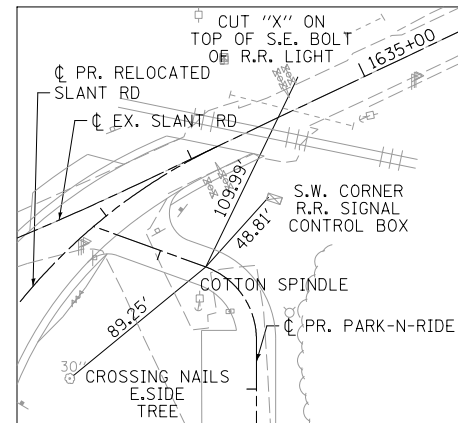 CUT "X" ON
TOP OF S.E. BOLT
OF R.R. LIGHT
1635+00
℄ PR. RELOCATED
SLANT RD
℄ EX. SLANT RD
109.99'
S.W. CORNER
R.R. SIGNAL
CONTROL BOX
48.81'
COTTON SPINDLE
89.25'
℄ PR. PARK-N-RIDE
30"
CROSSING NAILS
E.SIDE
TREE